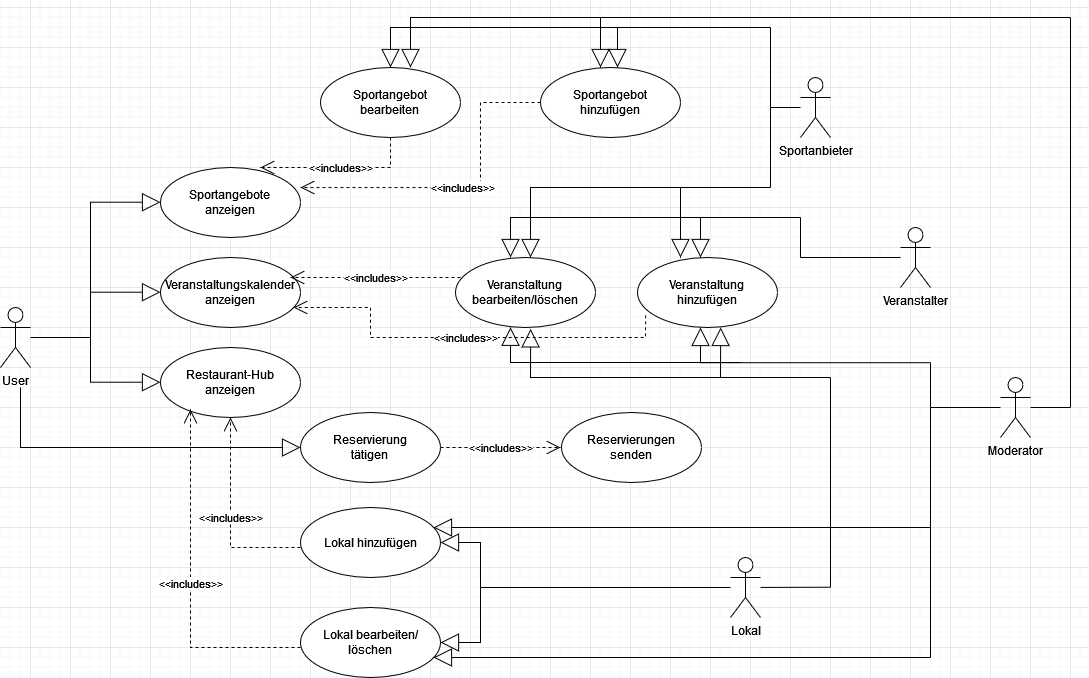 Sportangebot
bearbeiten
Sportangebot
hinzufügen
Sportanbieter
<<includes>>
<<includes>>
Sportangebote
anzeigen
Veranstaltungskalender
anzeigen
<<includes>>
Veranstaltung
bearbeiten/löschen
Veranstaltung
hinzufügen
Veranstalter
<<includes>>
User
Restaurant-Hub
anzeigen
Reservierung
tätigen
<<includes>>
Reservierungen
senden
Moderator
<<includes>>
Lokal hinzufügen
<<includes>>
Lokal
Lokal bearbeiten/
löschen